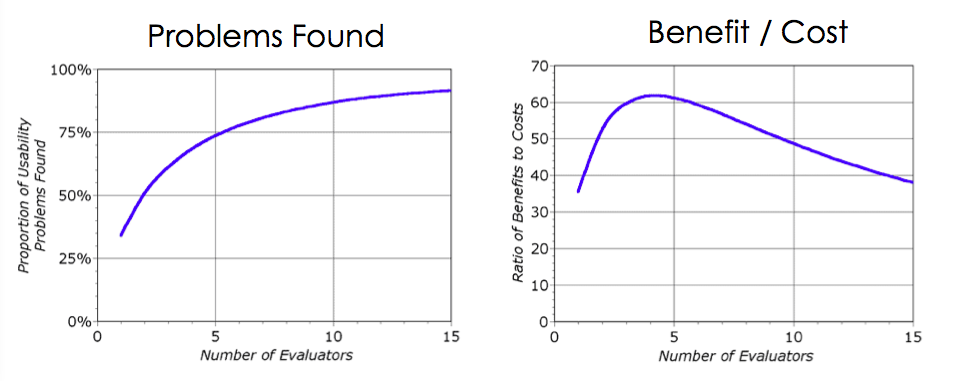 Problems Found
100%
75%
50%
25%
0%
Proportion of Usability
Problems Found
0 5 10 15
Number of Evaluators
Benefit / Cost
70
60
50
40
30
20
10
0
Ratio of Benefits to Costs
0 5 10 15
Number of Evaluators